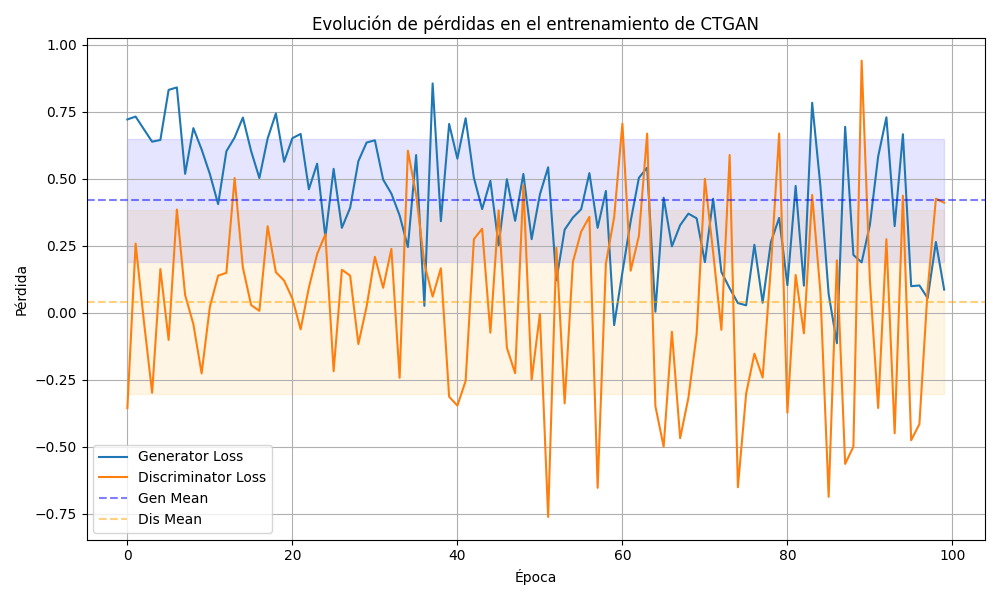 Evolución de pérdidas en el entrenamiento de CTGAN
1.00
0.75
0.50
0.25
0.00
−0.25
−0.50
−0.75
Pérdida
Generator Loss
Discriminator Loss
Gen Mean
Dis Mean
0 20 40 60 80 100
Época